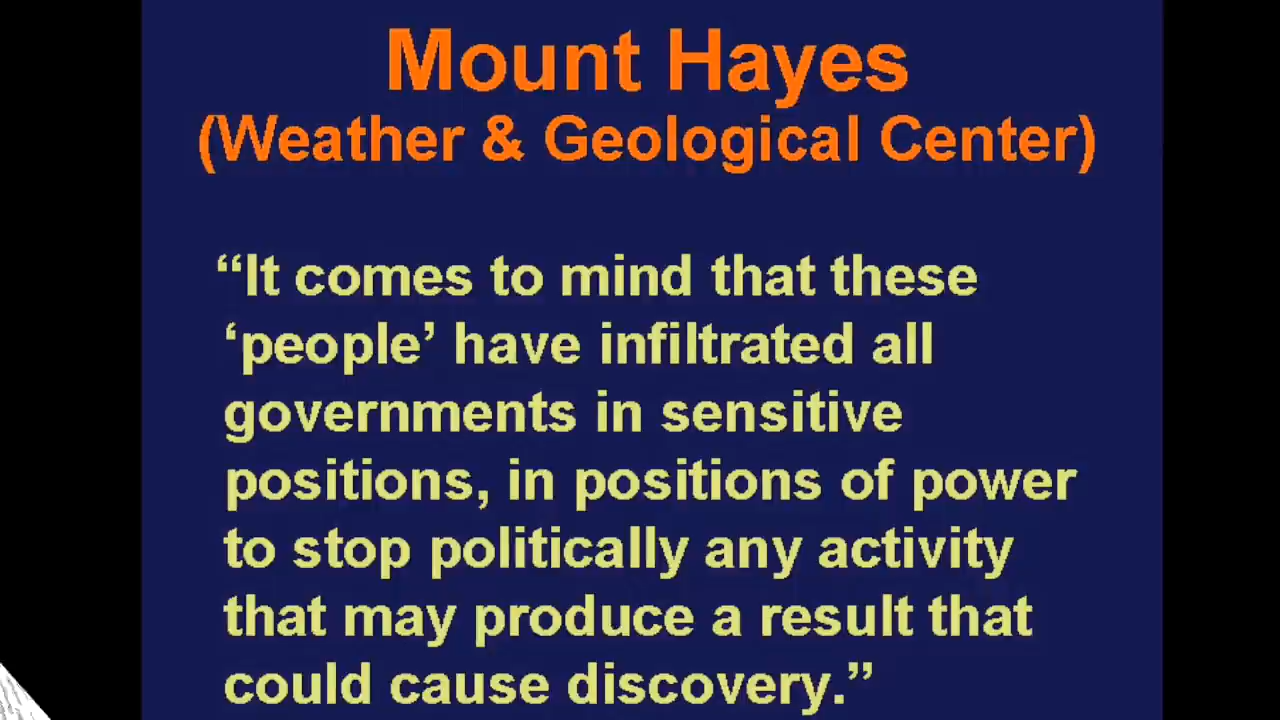 Mount Hayes
(Weather & Geological Center)
“It comes to mind that these
‘people’ have infiltrated all
governments in sensitive
positions, in positions of power
to stop politically any activity
that may produce a result that
could cause discovery.”